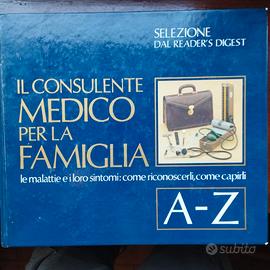 SELEZIONE
DAL READER'S DIGEST
IL CONSULENTE
MEDICO
PER LA
FAMIGLIA
le malattie e i loro sintomi: come riconoscerli, come capirli
A-Z
subito